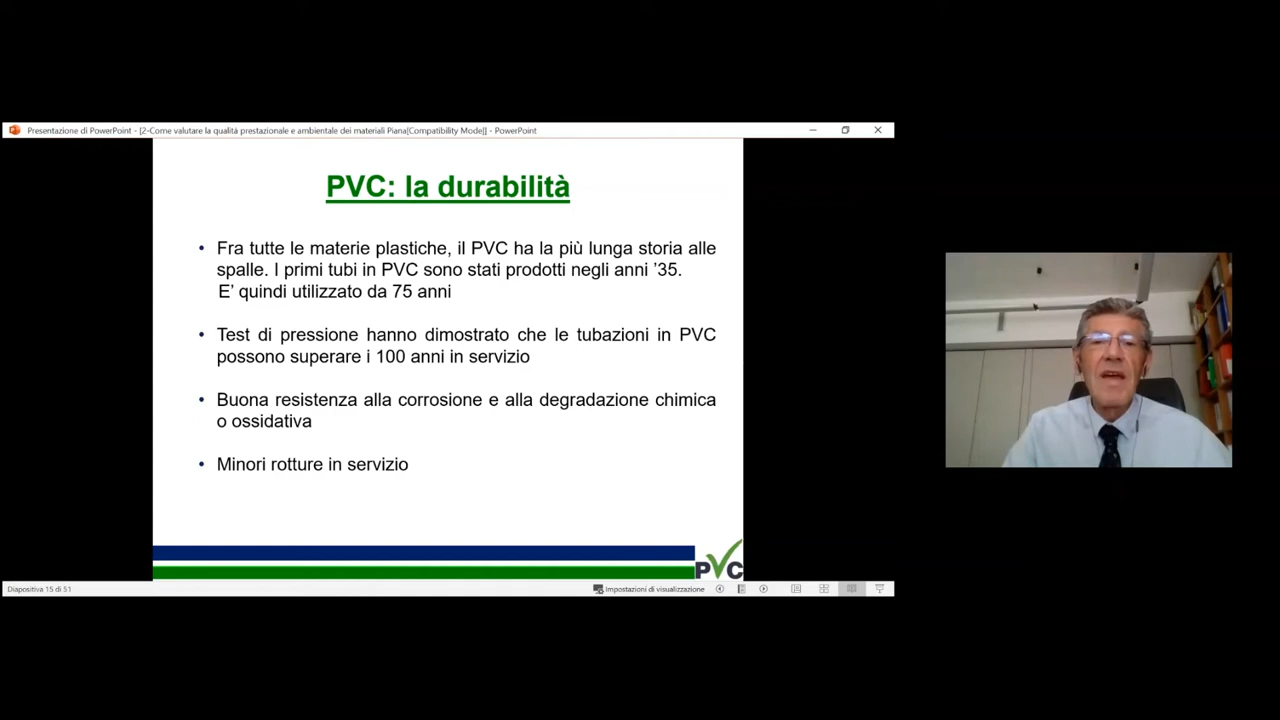 Presentazione di PowerPoint - [2-Come valutare la qualità prestazionale e ambientale dei materiali Piana[Compatibility Mode]] - PowerPoint
PVC: la durabilità
• Fra tutte le materie plastiche, il PVC ha la più lunga storia alle
spalle. I primi tubi in PVC sono stati prodotti negli anni ’35.
E’ quindi utilizzato da 75 anni
• Test di pressione hanno dimostrato che le tubazioni in PVC
possono superare i 100 anni in servizio
• Buona resistenza alla corrosione e alla degradazione chimica
o ossidativa
• Minori rotture in servizio
PVC
Diapositiva 15 di 51
Impostazioni di visualizzazione